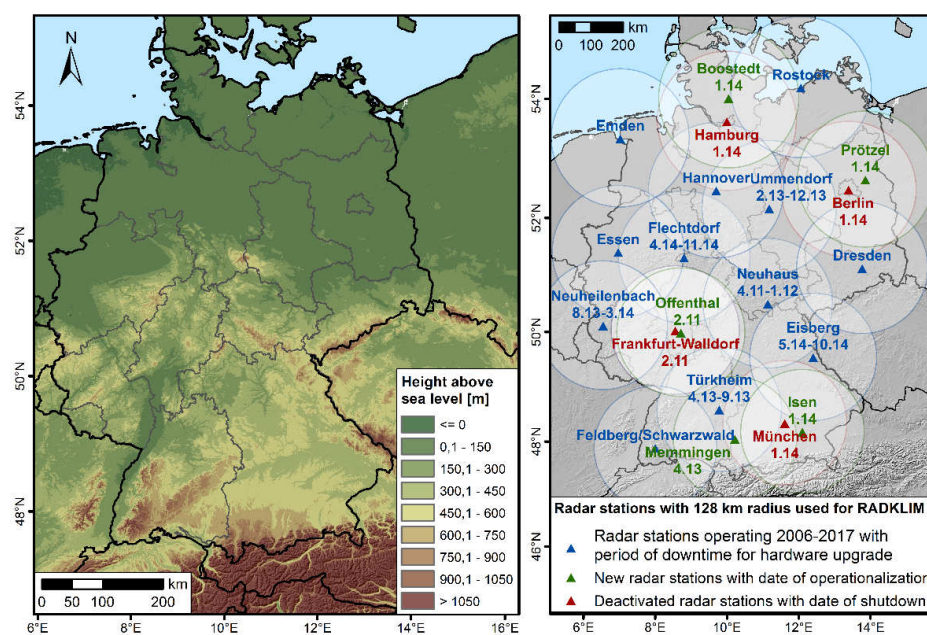 N
54°N
52°N
50°N
48°N
Height above
sea level [m]
<= 0
0,1 - 150
150,1 - 300
300,1 - 450
450,1 - 600
600,1 - 750
750,1 - 900
900,1 - 1050
> 1050
km
0 50 100 200
6°E 8°E 10°E 12°E 14°E 16°E
km
0 100 200
54°N
52°N
50°N
48°N
46°N
Boostedt
1.14
Rostock
Emden
Hamburg
1.14
Prötzel
1.14
Hannover
Ummendorf
2.13-12.13
Berlin
1.14
Flechtdorf
4.14-11.14
Essen
Dresden
Neuhaus
4.11-1.12
Neuheilenbach
8.13-3.14
Offenthal
2.11
Eisberg
5.14-10.14
Frankfurt-Walldorf
2.11
Türkheim
4.13-9.13
Isen
1.14
Feldberg/Schwarzwald
München
1.14
Memmingen
4.13
Radar stations with 128 km radius used for RADKLIM
Radar stations operating 2006-2017 with
period of downtime for hardware upgrade
New radar stations with date of operationalization
Deactivated radar stations with date of shutdown
6°E 8°E 10°E 12°E 14°E